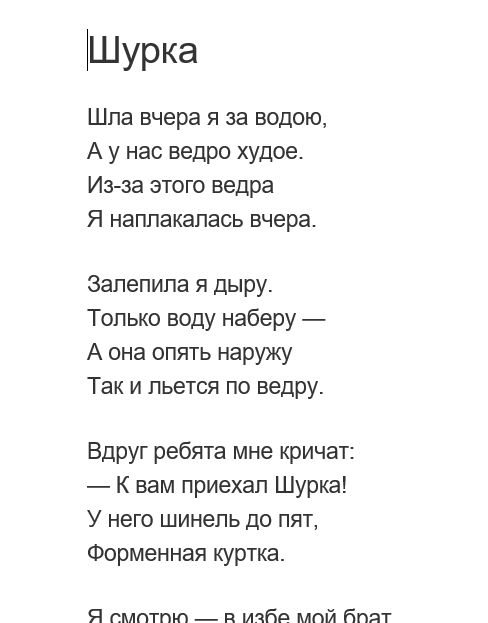 Шурка
Шла вчера я за водою,
А у нас ведро худое.
Из-за этого ведра
Я наплакалась вчера.
Залепила я дыру.
Только воду наберу —
А она опять наружу
Так и льется по ведру.
Вдруг ребята мне кричат:
— К вам приехал Шурка!
У него шинель до пят,
Форменная куртка.
Я смотрю — в избе мой брат